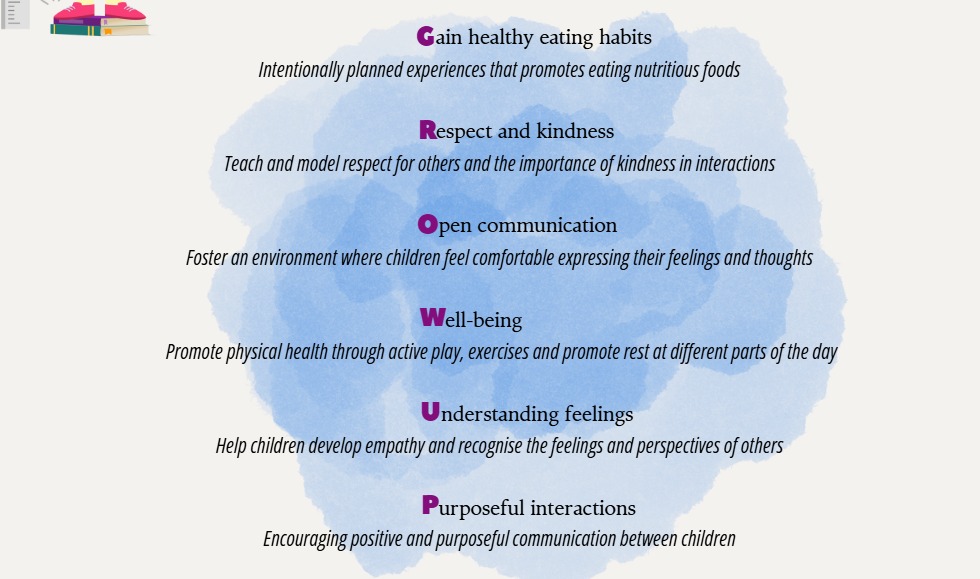 Gain healthy eating habits
Intentionally planned experiences that promotes eating nutritious foods
Respect and kindness
Teach and model respect for others and the importance of kindness in interactions
Open communication
Foster an environment where children feel comfortable expressing their feelings and thoughts
Well-being
Promote physical health through active play, exercises and promote rest at different parts of the day
Understanding feelings
Help children develop empathy and recognise the feelings and perspectives of others
Purposeful interactions
Encouraging positive and purposeful communication between children